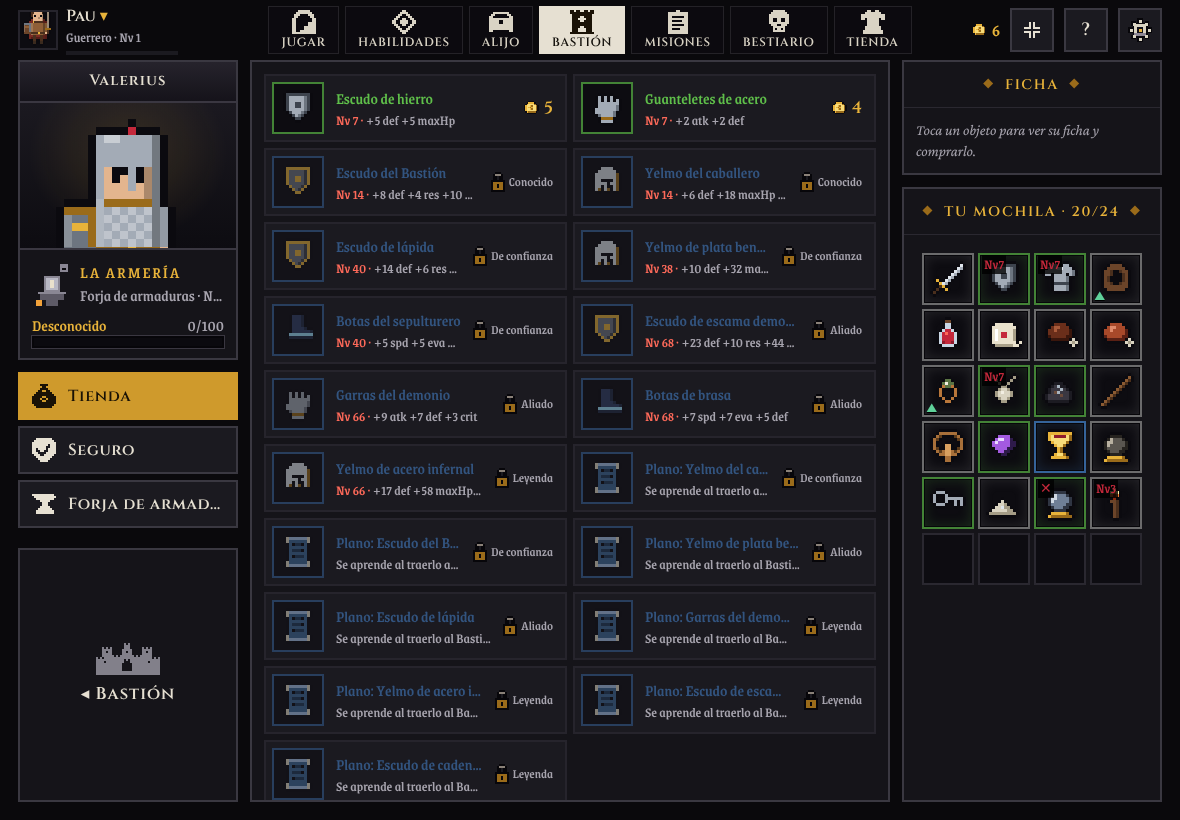 PAU ▼
Guerrero · Nv 1
JUGAR
HABILIDADES
ALIJO
BASTIÓN
MISIONES
BESTIARIO
TIENDA
6
?
VALERIUS
LA ARMERÍA
Forja de armaduras · N...
Desconocido 0/100
TIENDA
SEGURO
FORJA DE ARMAD...
◂ BASTIÓN
Escudo de hierro
Nv 7 · +5 def +5 maxHp
5
Guanteletes de acero
Nv 7 · +2 atk +2 def
4
Escudo del Bastión
Nv 14 · +8 def +4 res +10 ...
Conocido
Yelmo del caballero
Nv 14 · +6 def +18 maxHp ...
Conocido
Escudo de lápida
Nv 40 · +14 def +6 res ...
De confianza
Yelmo de plata ben...
Nv 38 · +10 def +32 ma...
De confianza
Botas del sepulturero
Nv 40 · +5 spd +5 eva ...
De confianza
Escudo de escama demo...
Nv 68 · +23 def +10 res +44 ...
Aliado
Garras del demonio
Nv 66 · +9 atk +7 def +3 crit
Aliado
Botas de brasa
Nv 68 · +7 spd +7 eva +5 def
Aliado
Yelmo de acero infernal
Nv 66 · +17 def +58 maxHp...
Leyenda
Plano: Yelmo del ca...
Se aprende al traerlo a...
De confianza
Plano: Escudo del B...
Se aprende al traerlo a...
De confianza
Plano: Yelmo de plata be...
Se aprende al traerlo al Basti...
Aliado
Plano: Escudo de lápida
Se aprende al traerlo al Basti...
Aliado
Plano: Garras del demo...
Se aprende al traerlo al Ba...
Leyenda
Plano: Yelmo de acero i...
Se aprende al traerlo al Ba...
Leyenda
Plano: Escudo de esca...
Se aprende al traerlo al Ba...
Leyenda
Plano: Escudo de caden...
Se aprende al traerlo al Ba...
Leyenda
◆ FICHA ◆
Toca un objeto para ver su ficha y
comprarlo.
◆ TU MOCHILA · 20/24 ◆
Nv7
Nv7
Nv7
Nv3